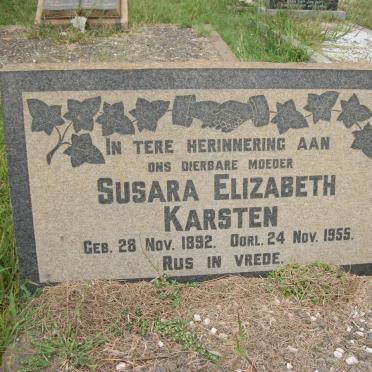 IN TERE HERINNERING AAN
ONS DIERBARE MOEDER
SUSARA ELIZABETH
KARSTEN
GEB. 28 NOV. 1892. OORL. 24 NOV. 1955.
RUS IN VREDE.